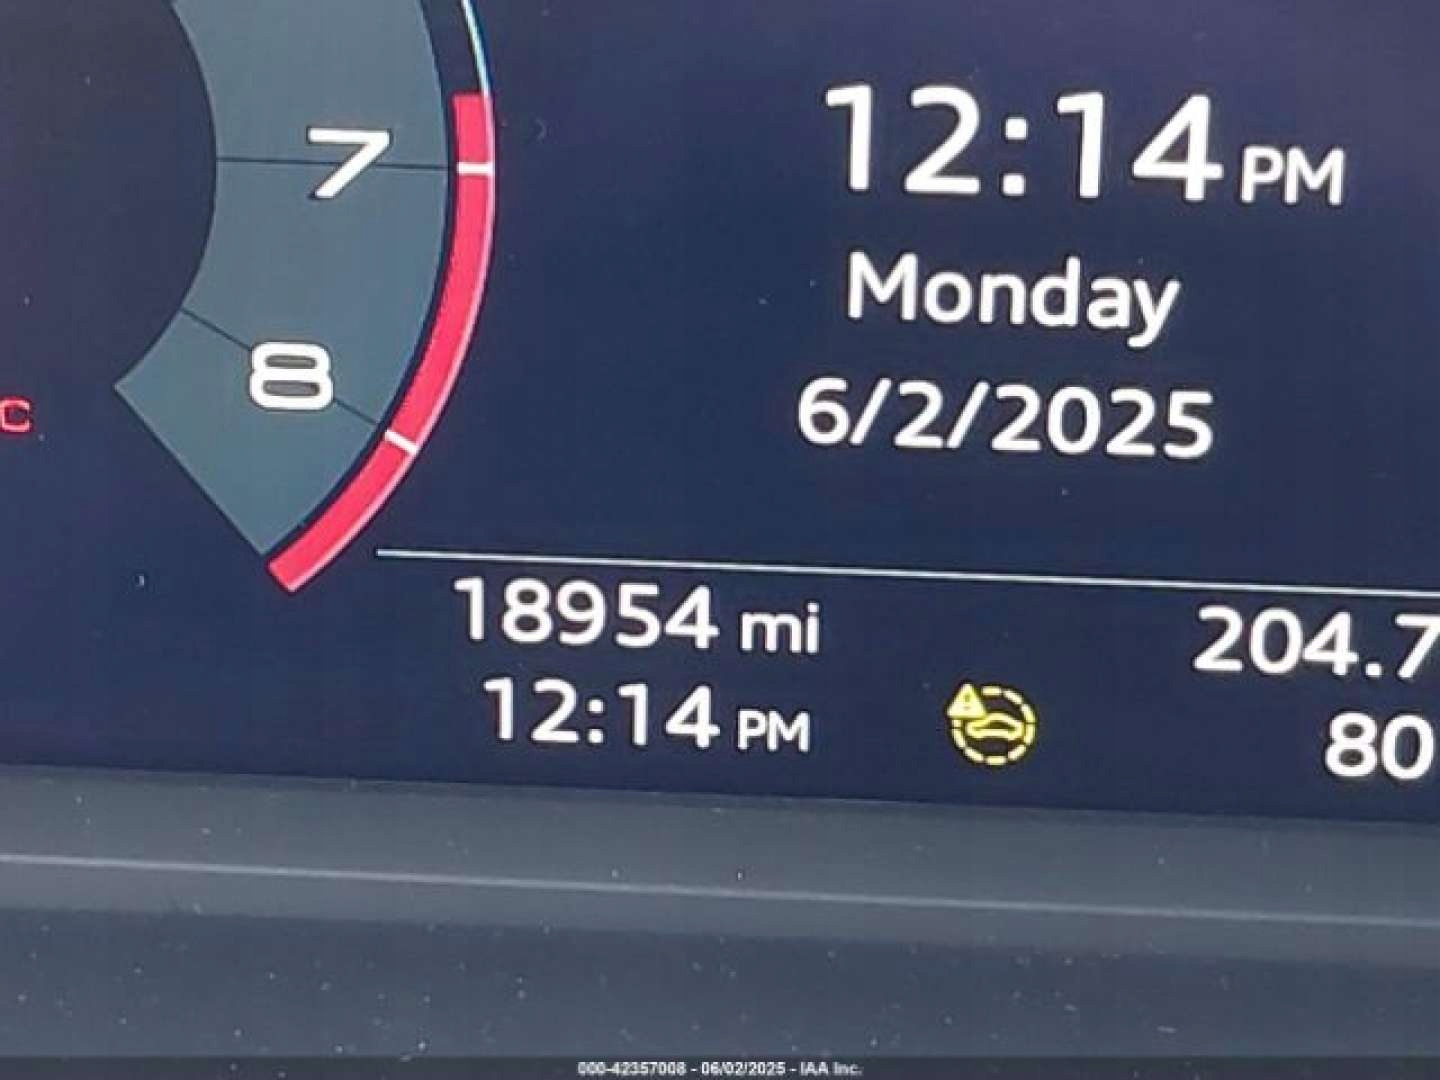 7
12:14 PM
Monday
8
6/2/2025
C
18954 mi
204.7
12:14 PM
80
000-42357008 - 06/02/2025 - IAA Inc.